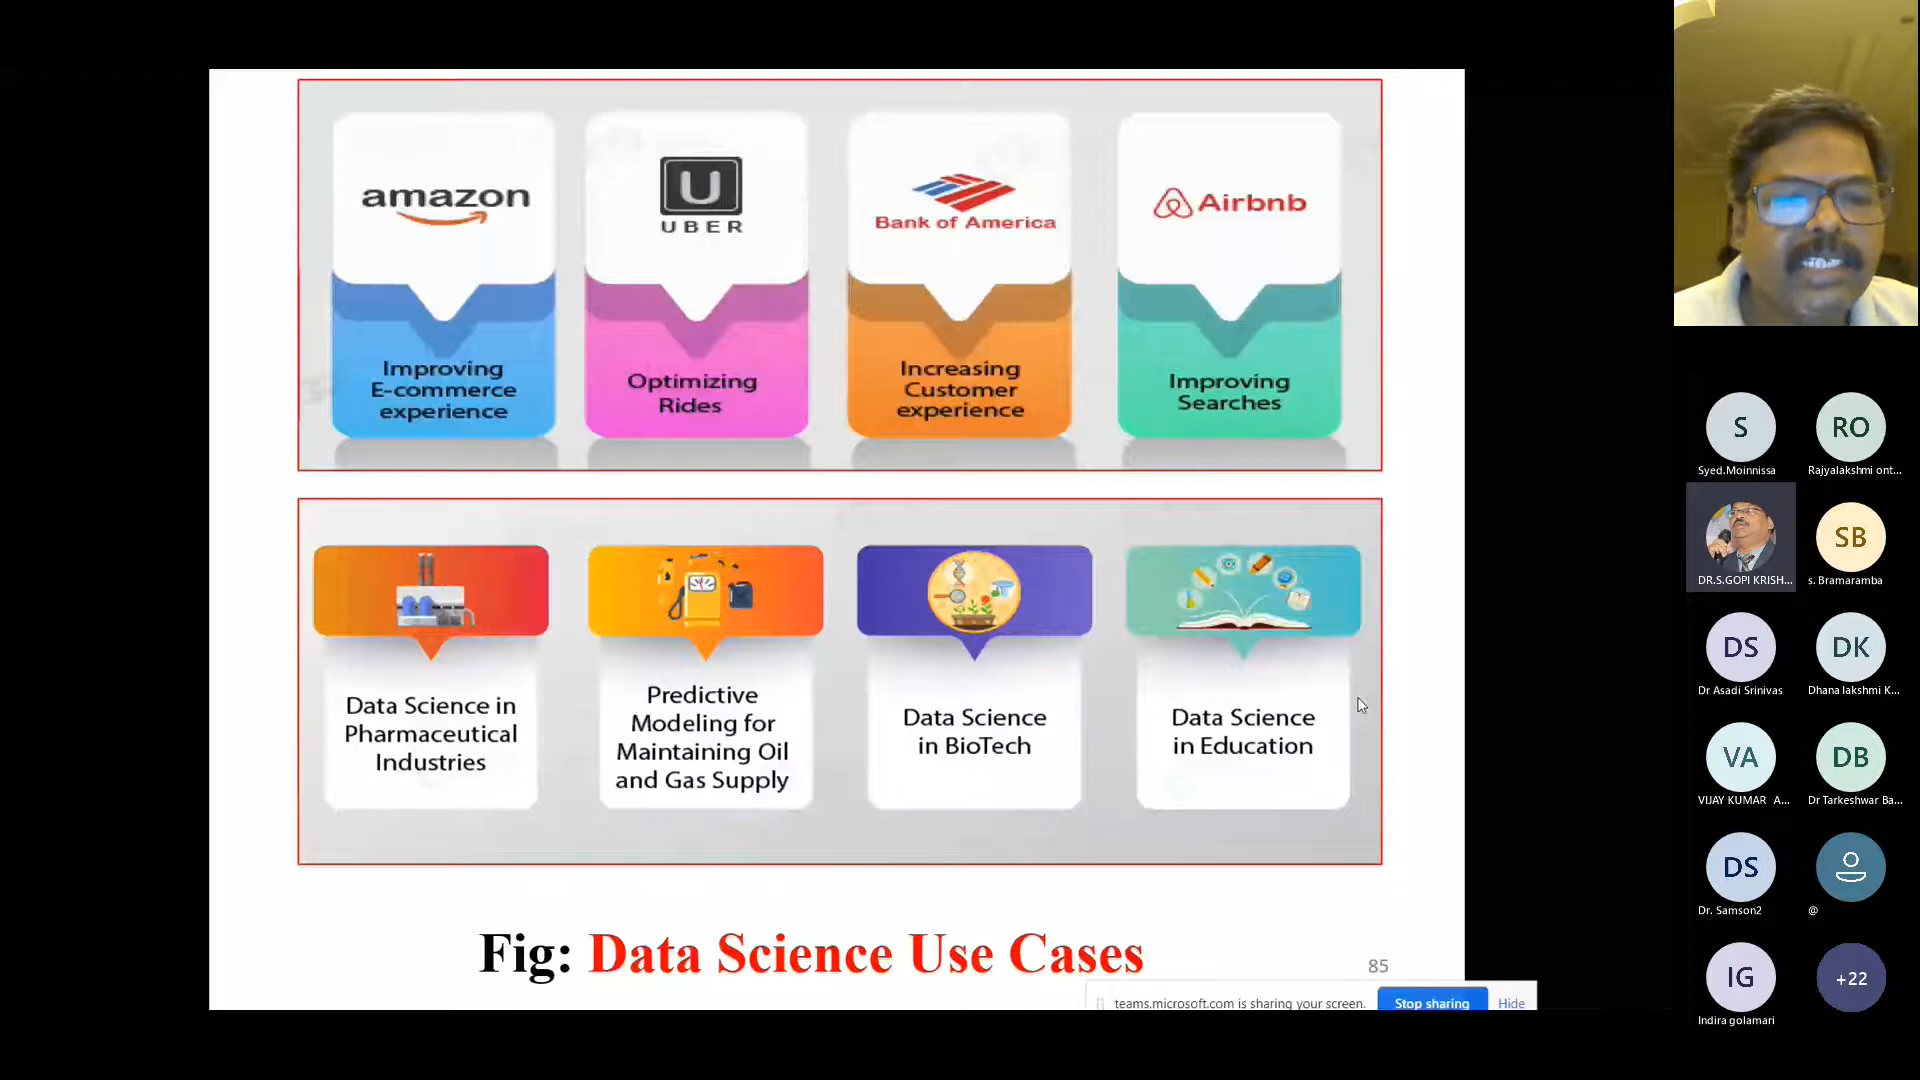 amazon
Improving
E-commerce
experience
U
UBER
Optimizing
Rides
Bank of America
Increasing
Customer
experience
Airbnb
Improving
Searches
Data Science in
Pharmaceutical
Industries
Predictive
Modeling for
Maintaining Oil
and Gas Supply
Data Science
in BioTech
Data Science
in Education
Fig: Data Science Use Cases
85
teams.microsoft.com is sharing your screen. Stop sharing Hide
S
Syed.Moinnissa
RO
Rajyalakshmi ont...
DR.S.GOPI KRISH...
SB
s. Bramaramba
DS
Dr Asadi Srinivas
DK
Dhana lakshmi K...
VA
VIJAY KUMAR A...
DB
Dr Tarkeshwar Ba...
DS
Dr. Samson2
@
IG
Indira golamari
+22